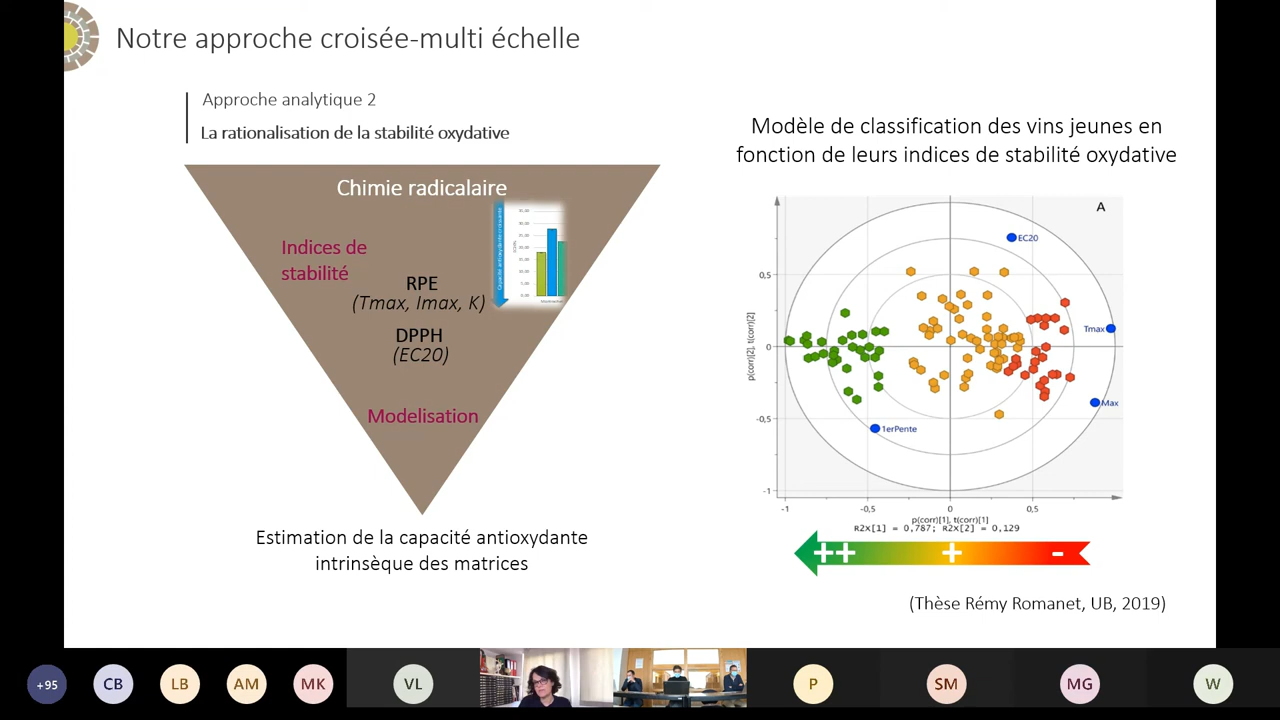 Notre approche croisée-multi échelle
Approche analytique 2
La rationalisation de la stabilité oxydative
Chimie radicalaire
Indices de
stabilité
RPE
(Tmax, Imax, K)
DPPH
(EC20)
Modelisation
Estimation de la capacité antioxydante
intrinsèque des matrices
Modèle de classification des vins jeunes en
fonction de leurs indices de stabilité oxydative
A
EC20
0,5
Tmax
0
p(corr)[2], t(corr)[2]
Max
-0,5
1erPente
-1
-1
-0,5
0
0,5
p(corr)[1], t(corr)[1]
R2X[1] = 0,787; R2X[2] = 0,129
++
+
-
(Thèse Rémy Romanet, UB, 2019)
+95
CB
LB
AM
MK
VL
P
SM
MG
W